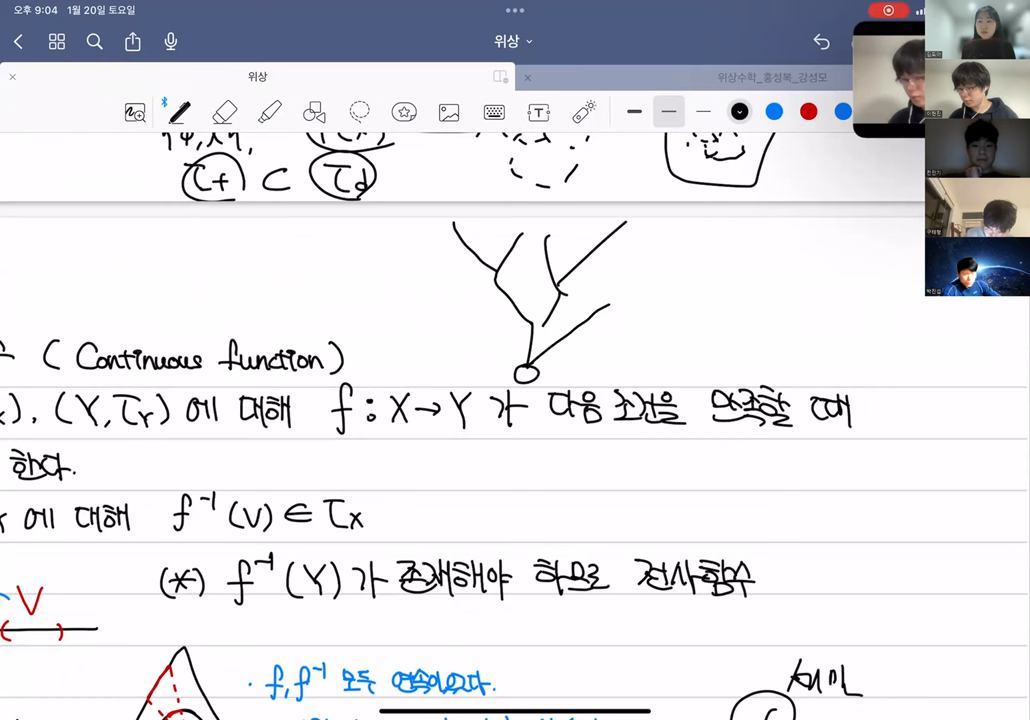 오후 9:04 1월 20일 토요일
위상
위상
위상수학_홍성복_강성모
τf ⊂ τd
(Continuous function)
), (Y, τY) 에 대해 f : X → Y 가 다음 조건을 만족할 때
한다.
에 대해 f⁻¹(V) ∈ τx
(*) f⁻¹(Y)가 존재해야 하므로 전사함수
V
· f, f⁻¹ 모두 연속이다.